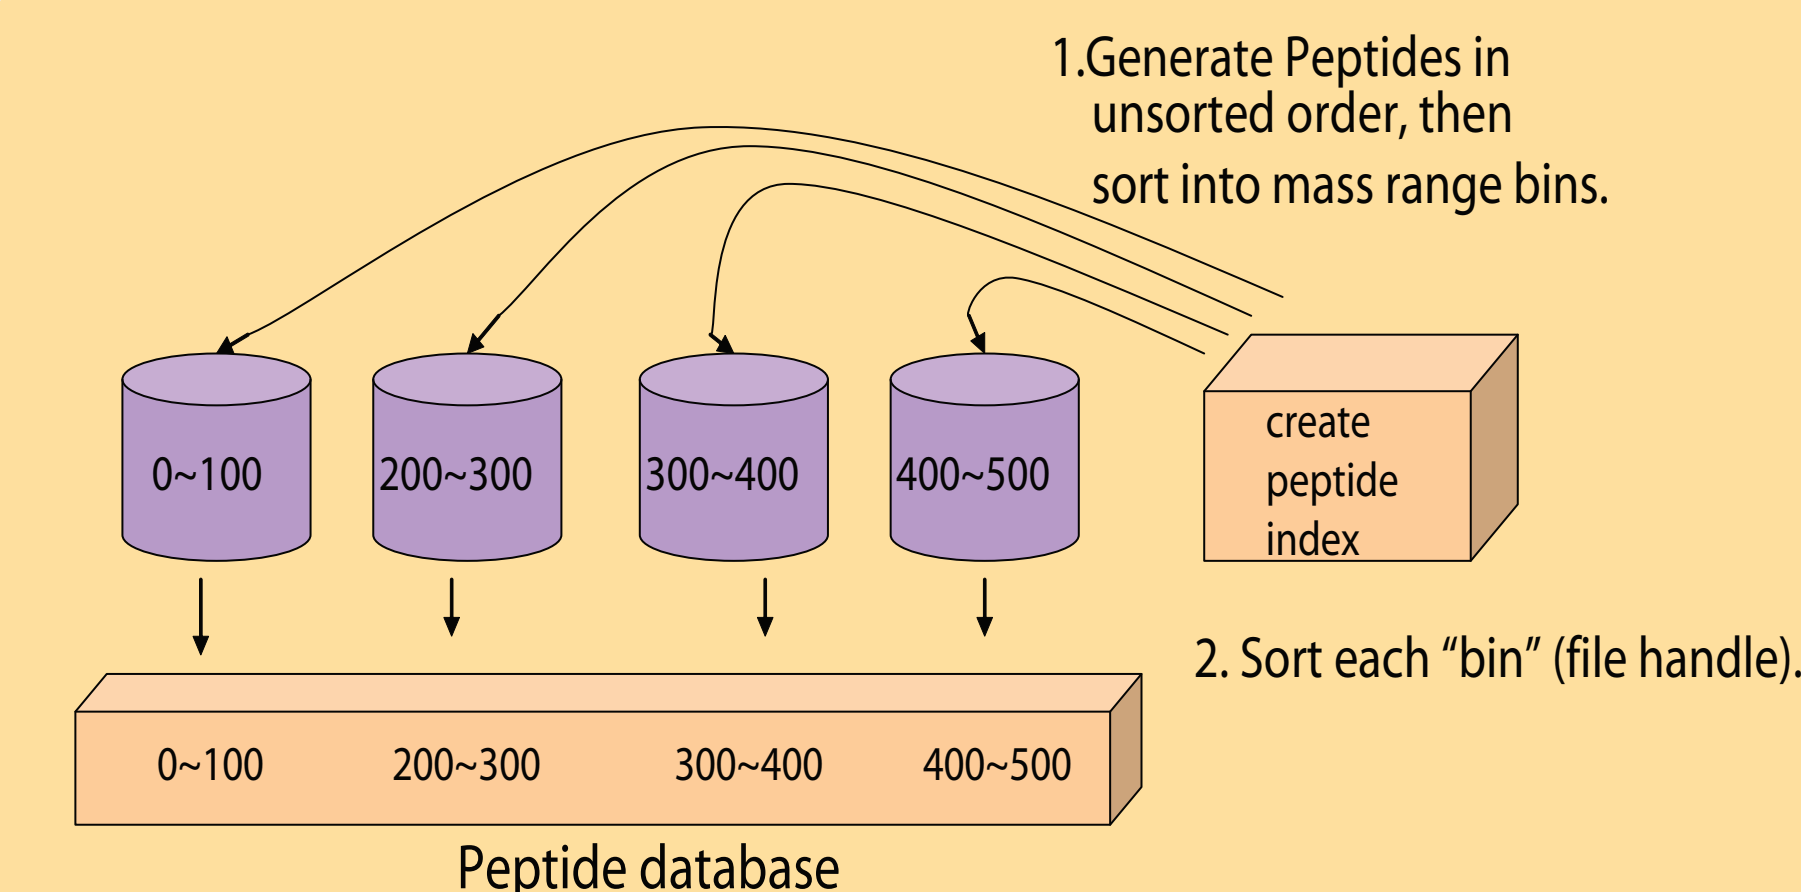 1.Generate Peptides in
unsorted order, then
sort into mass range bins.
0~100
200~300
300~400
400~500
create
peptide
index
2. Sort each “bin” (file handle).
0~100
200~300
300~400
400~500
Peptide database